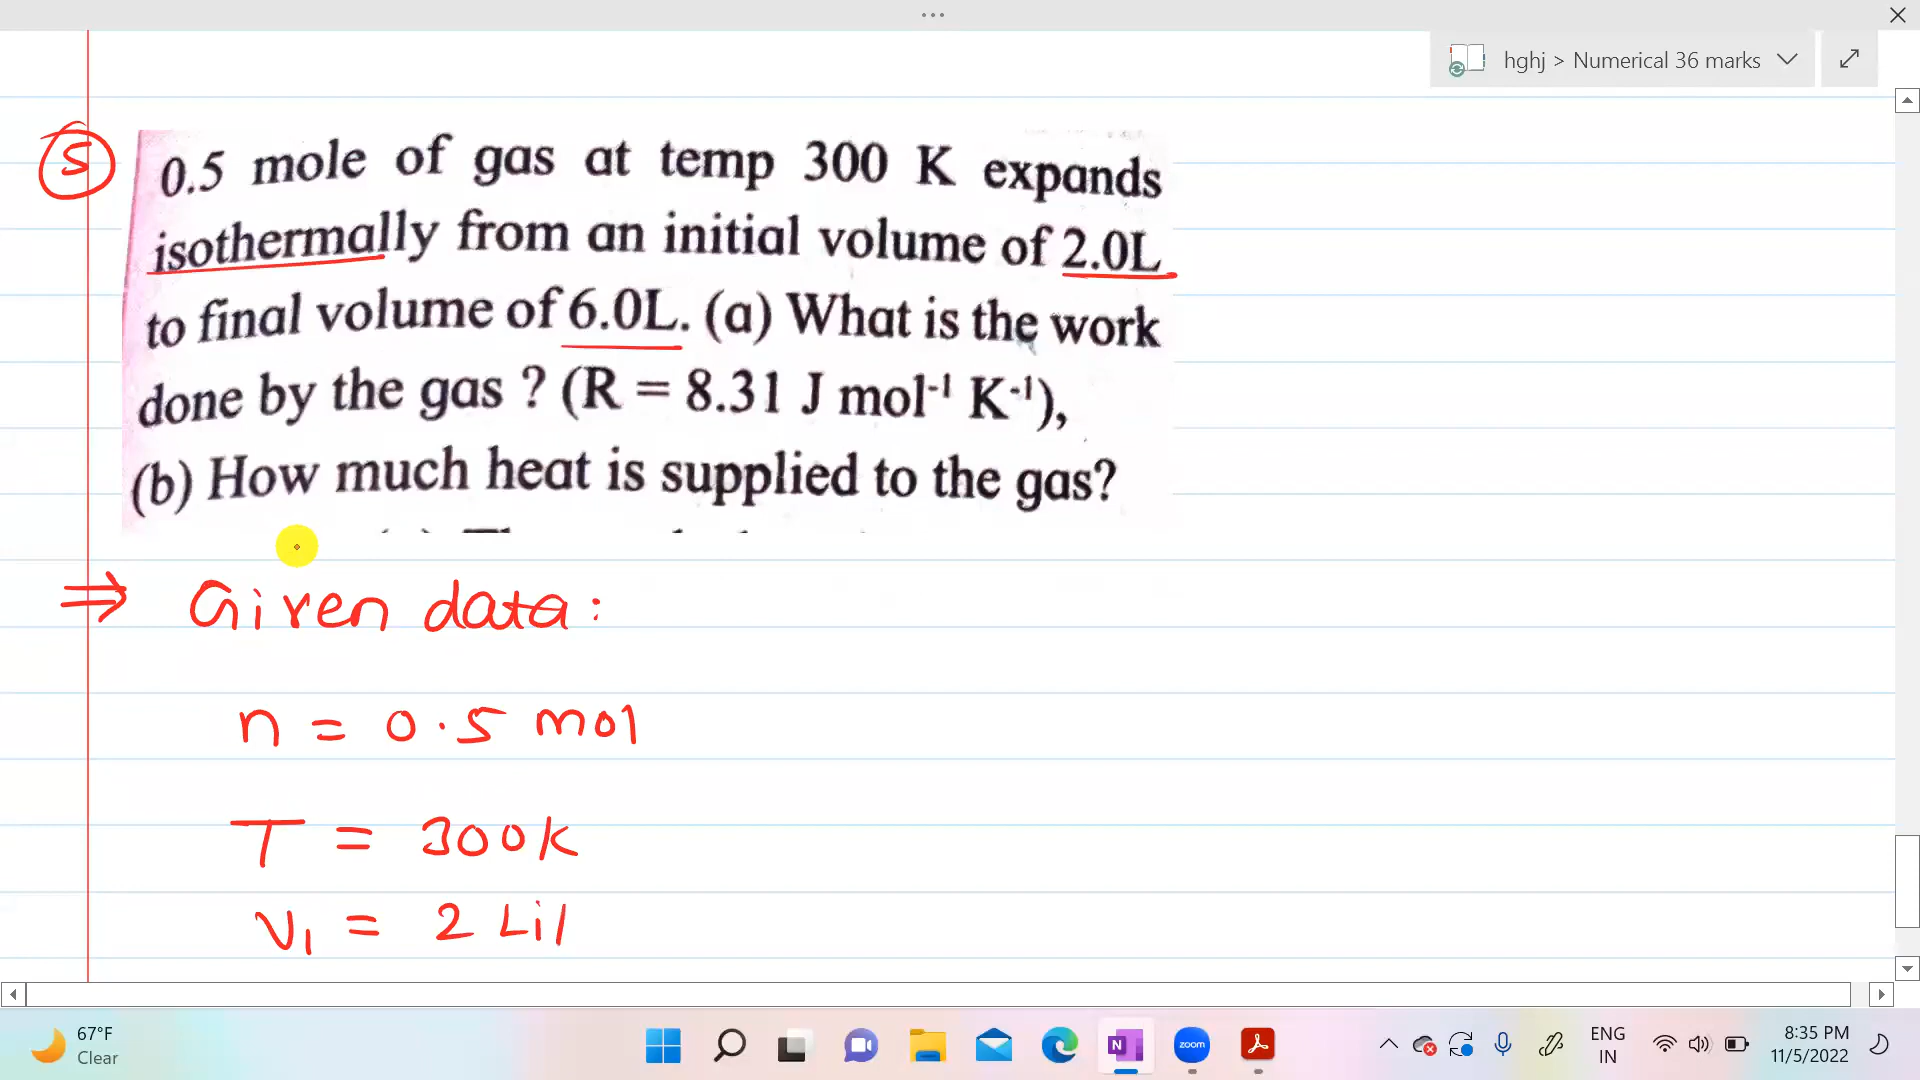 hghj > Numerical 36 marks
5
0.5 mole of gas at temp 300 K expands
isothermally from an initial volume of 2.0L
to final volume of 6.0L. (a) What is the work
done by the gas ? (R = 8.31 J mol⁻¹ K⁻¹),
(b) How much heat is supplied to the gas?
⇒ Given data:
n = 0.5 mol
T = 300K
V₁ = 2 Lit
67°F
Clear
zoom
ENG
IN
8:35 PM
11/5/2022